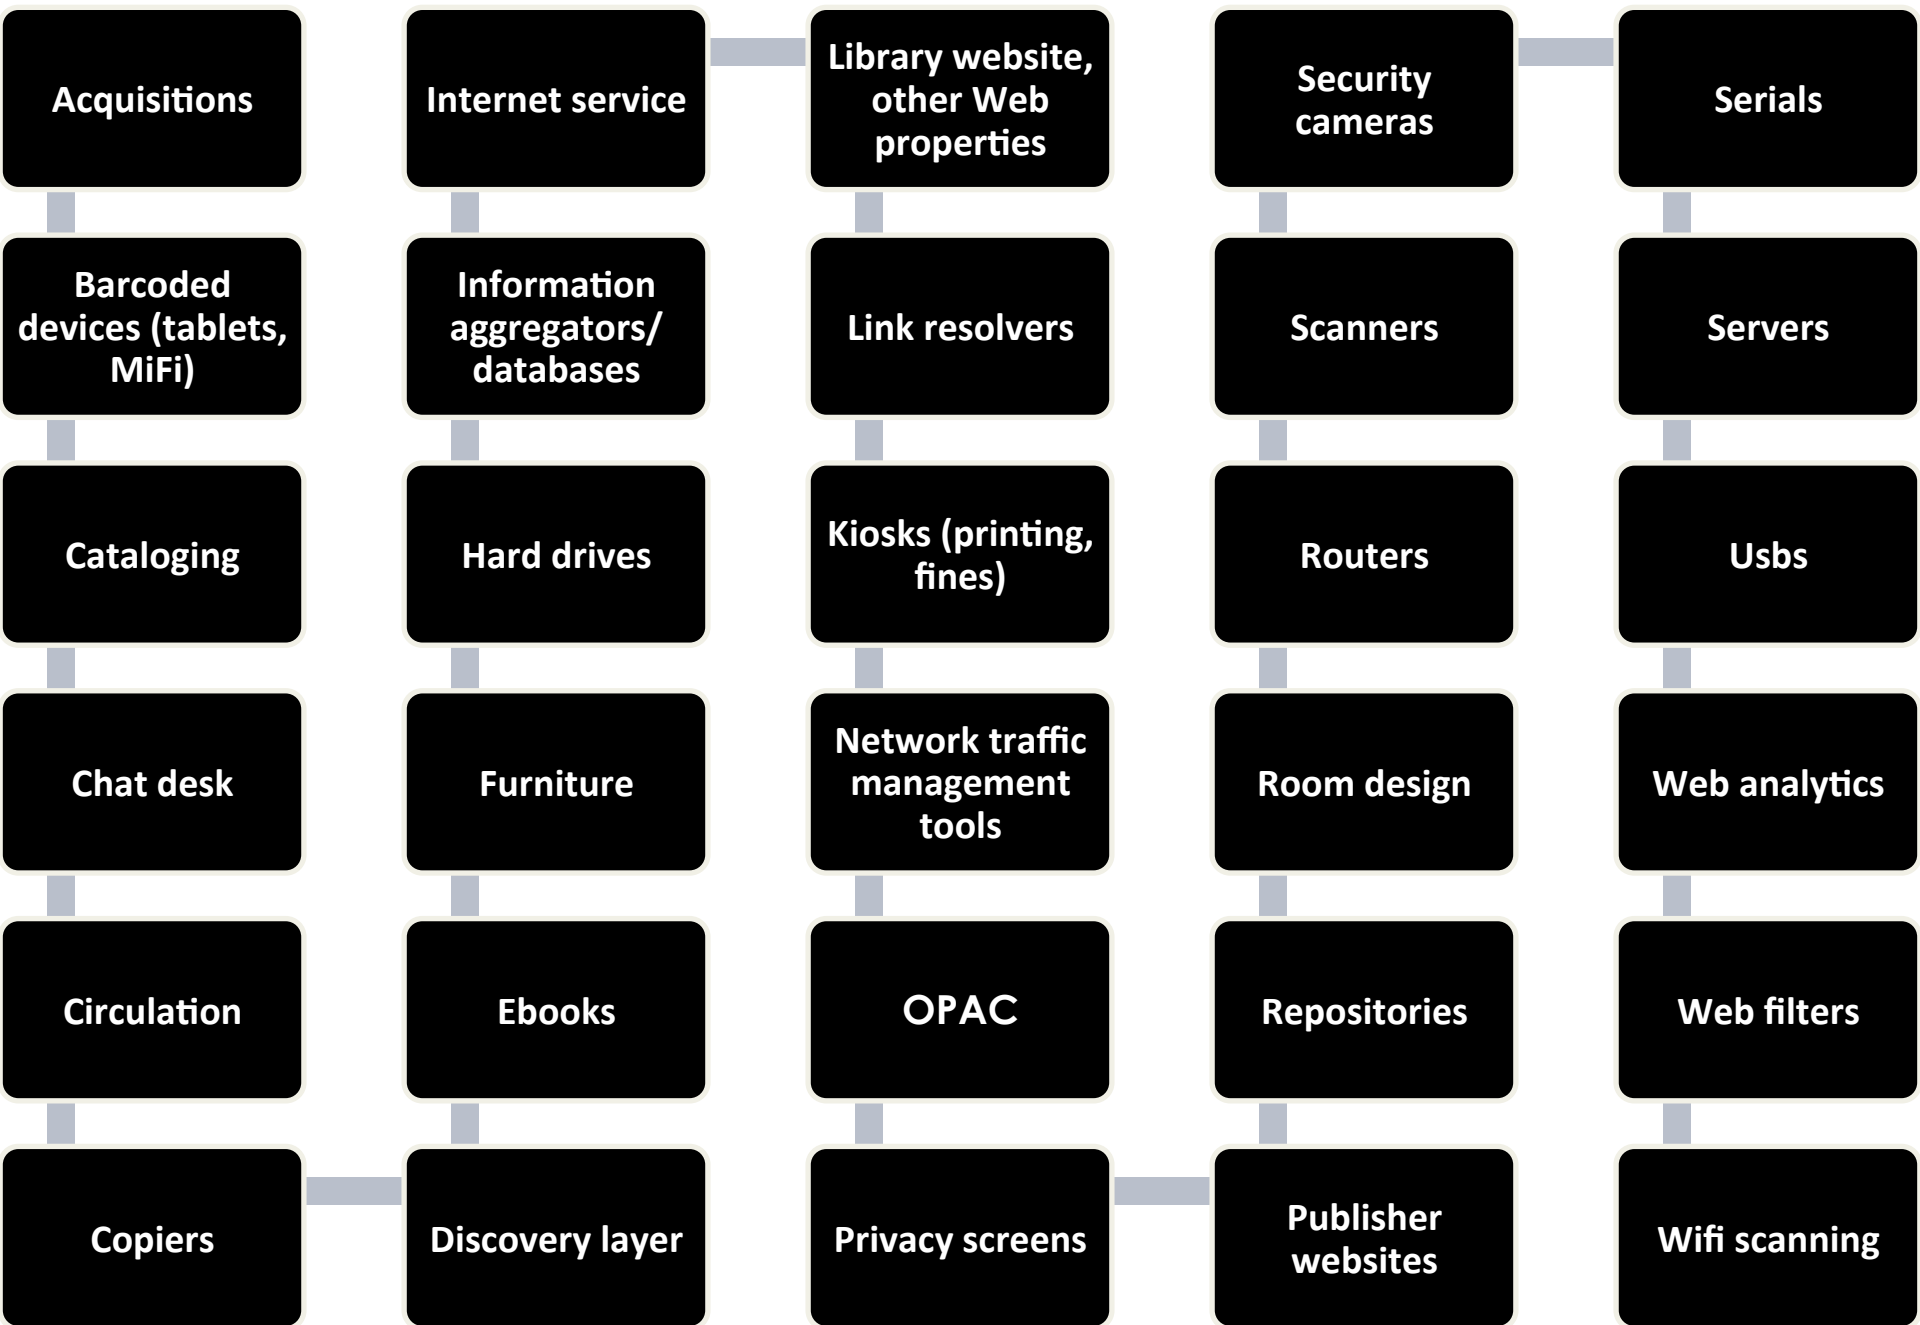 Acquisitions
Barcoded
devices (tablets,
MiFi)
Cataloging
Chat desk
Circulation
Copiers
Discovery layer
Ebooks
Furniture
Hard drives
Information
aggregators/
databases
Internet service
Library website,
other Web
properties
Link resolvers
Kiosks (printing,
fines)
Network traffic
management
tools
OPAC
Privacy screens
Publisher
websites
Repositories
Room design
Routers
Scanners
Security
cameras
Serials
Servers
Usbs
Web analytics
Web filters
Wifi scanning